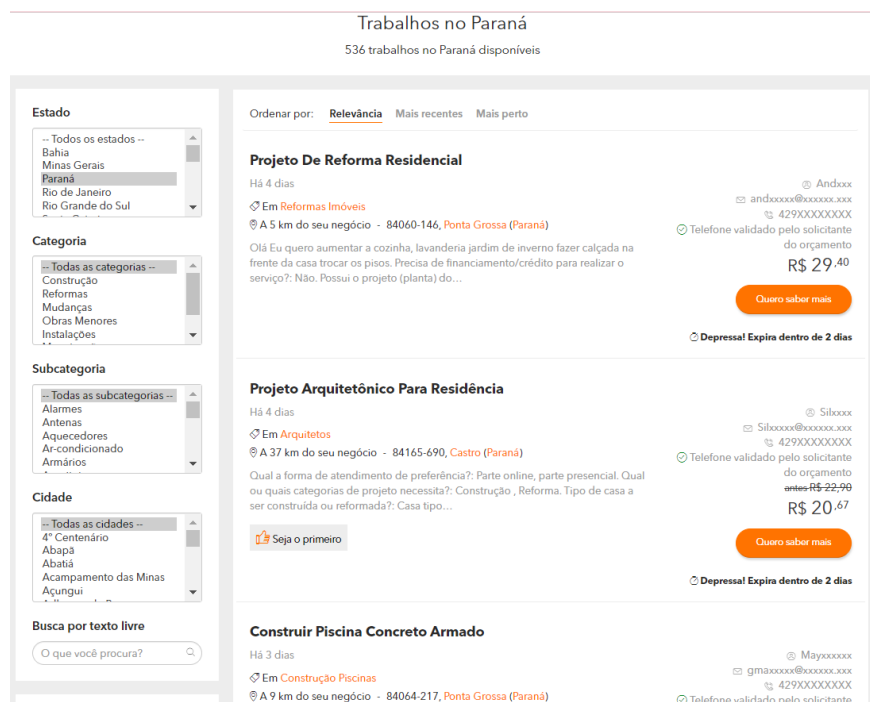 Trabalhos no Paraná
536 trabalhos no Paraná disponíveis
Estado
-- Todos os estados --
Bahia
Minas Gerais
Paraná
Rio de Janeiro
Rio Grande do Sul
Categoria
-- Todas as categorias --
Construção
Reformas
Mudanças
Obras Menores
Instalações
Subcategoria
-- Todas as subcategorias --
Alarmes
Antenas
Aquecedores
Ar-condicionado
Armários
Cidade
-- Todas as cidades --
4º Centenário
Abapã
Abatiá
Acampamento das Minas
Açungui
Busca por texto livre
O que você procura?
Ordenar por: Relevância Mais recentes Mais perto
Projeto De Reforma Residencial
Há 4 dias
Em Reformas Imóveis
A 5 km do seu negócio - 84060-146, Ponta Grossa (Paraná)
Olá Eu quero aumentar a cozinha, lavanderia jardim de inverno fazer calçada na
frente da casa trocar os pisos. Precisa de financiamento/crédito para realizar o
serviço?: Não. Possui o projeto (planta) do...
Andxxx
andxxxxx@xxxxxx.xxx
429XXXXXXXX
Telefone validado pelo solicitante
do orçamento
R$ 29,40
Quero saber mais
Depressa! Expira dentro de 2 dias
Projeto Arquitetônico Para Residência
Há 4 dias
Em Arquitetos
A 37 km do seu negócio - 84165-690, Castro (Paraná)
Qual a forma de atendimento de preferência?: Parte online, parte presencial. Qual
ou quais categorias de projeto necessita?: Construção , Reforma. Tipo de casa a
ser construída ou reformada?: Casa tipo...
Seja o primeiro
Silxxxx
Silxxxxx@xxxxxx.xxx
429XXXXXXXX
Telefone validado pelo solicitante
do orçamento
antes R$ 22,90
R$ 20,67
Quero saber mais
Depressa! Expira dentro de 2 dias
Construir Piscina Concreto Armado
Há 3 dias
Em Construção Piscinas
A 9 km do seu negócio - 84064-217, Ponta Grossa (Paraná)
Mayxxxxxx
gmaxxxxx@xxxxxx.xxx
429XXXXXXXX
Telefone validado pelo solicitante